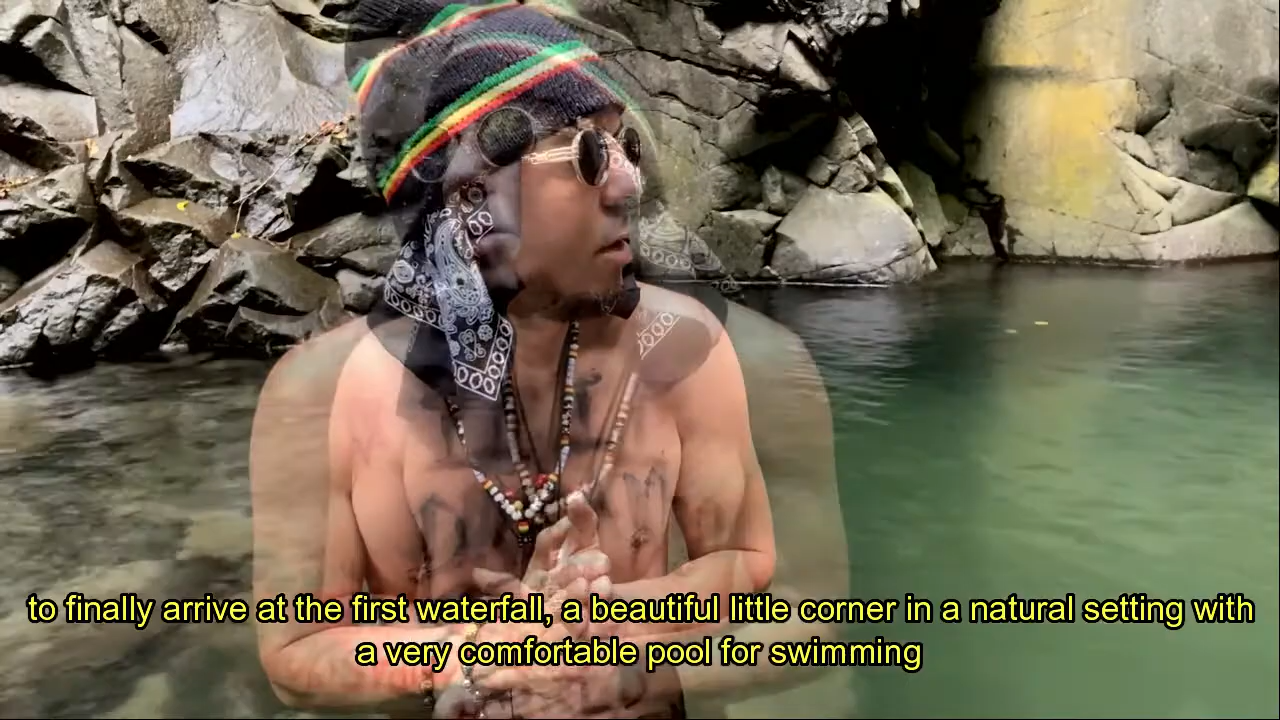 to finally arrive at the first waterfall, a beautiful little corner in a natural setting with
a very comfortable pool for swimming